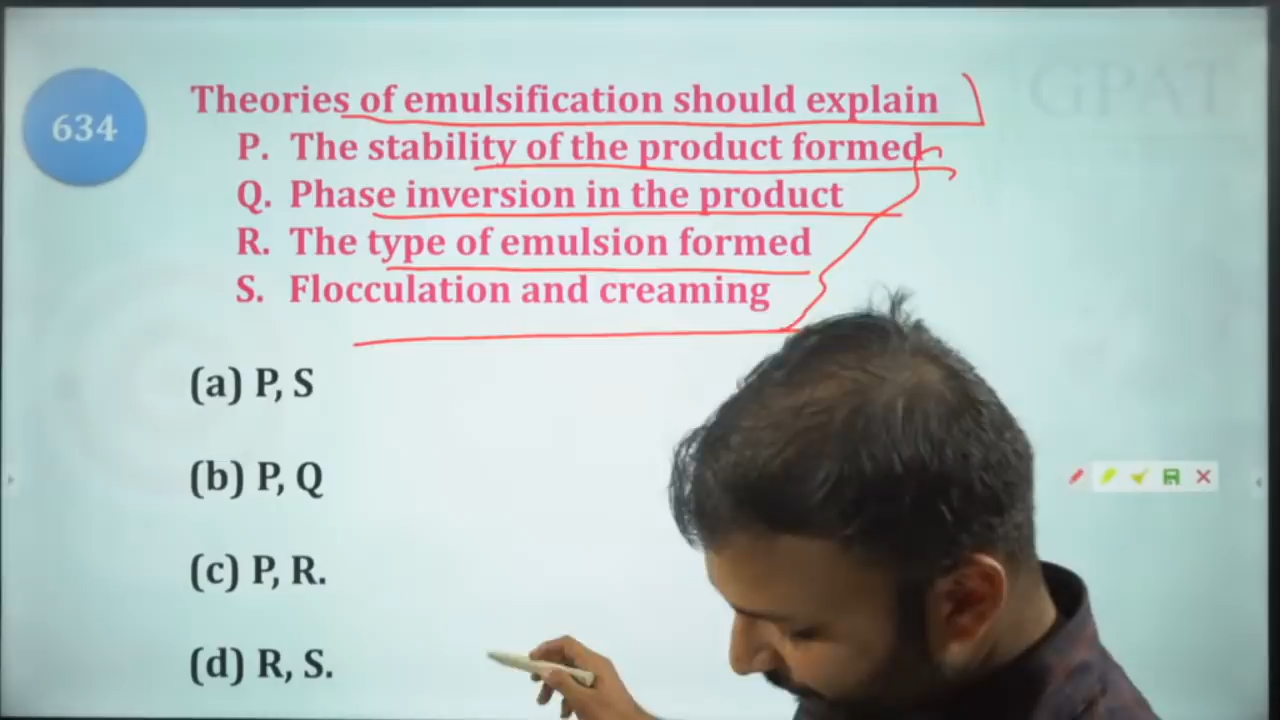 GPAT
634
Theories of emulsification should explain
P. The stability of the product formed
Q. Phase inversion in the product
R. The type of emulsion formed
S. Flocculation and creaming
(a) P, S
(b) P, Q
(c) P, R.
(d) R, S.